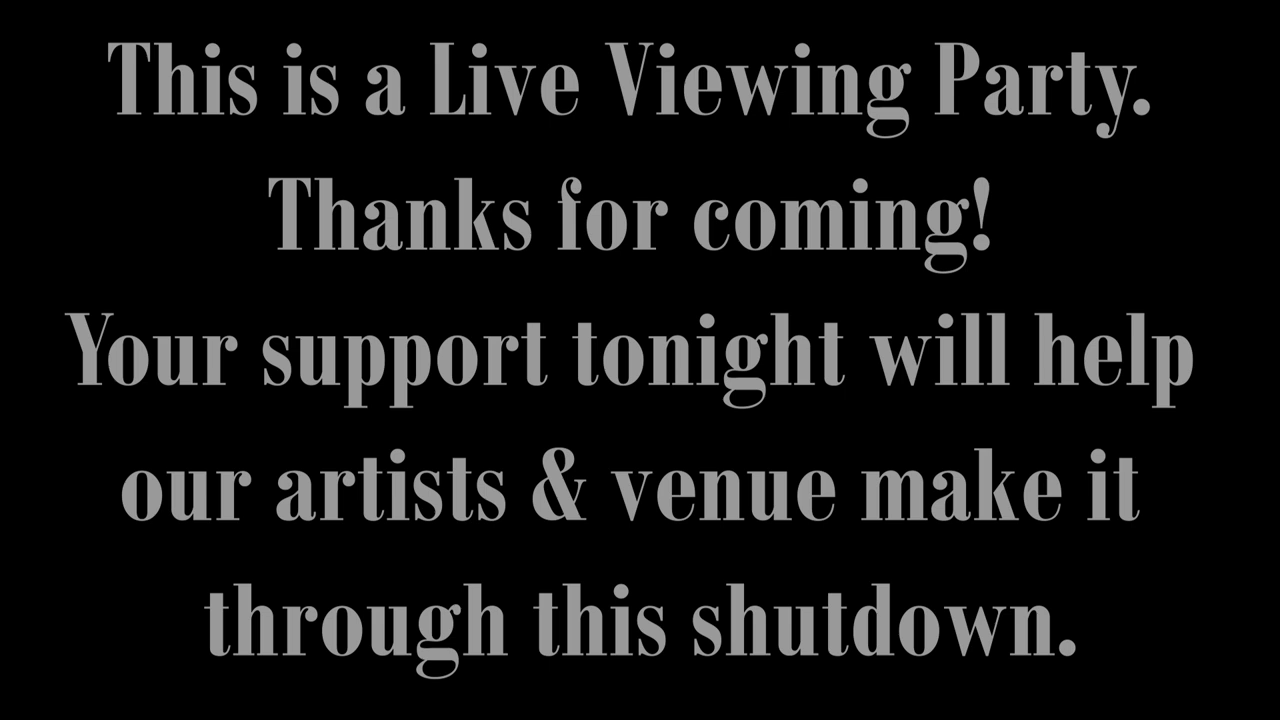 This is a Live Viewing Party.
Thanks for coming!
Your support tonight will help
our artists & venue make it
through this shutdown.